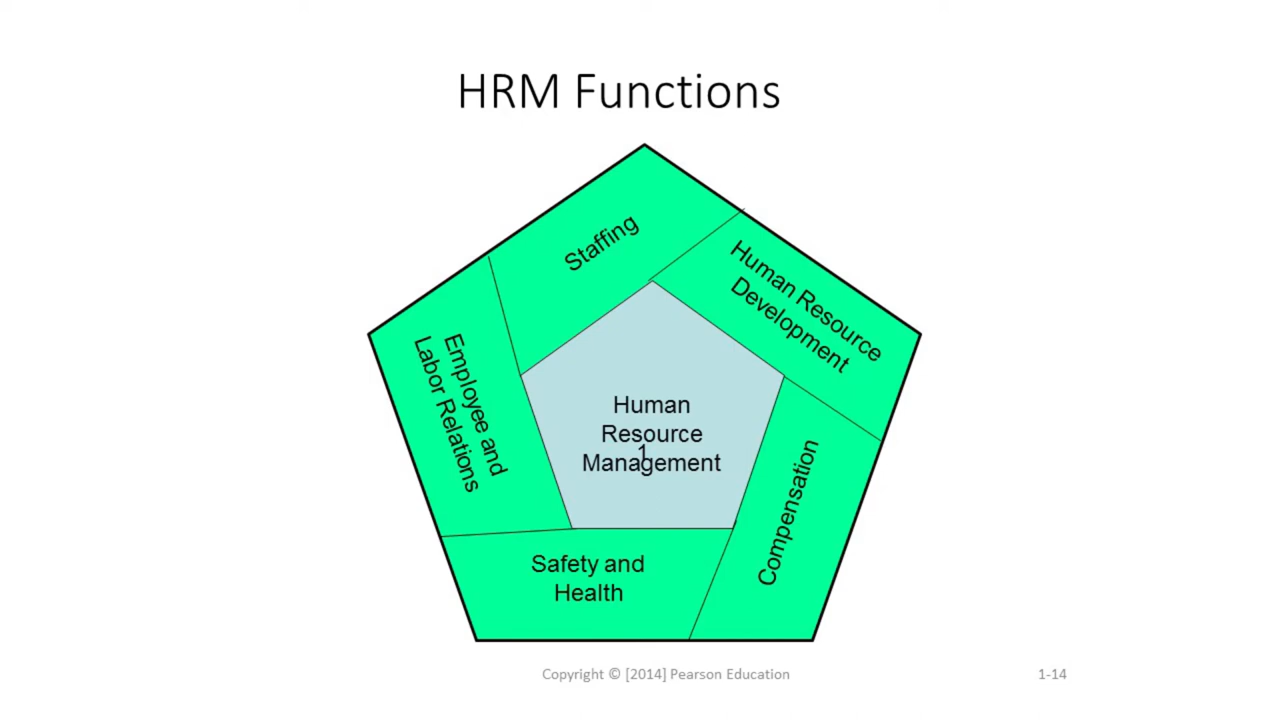 HRM Functions
Staffing
Human Resource
Development
Employee and
Labor Relations
Human
Resource
1
Management
Compensation
Safety and
Health
Copyright © [2014] Pearson Education
1-14